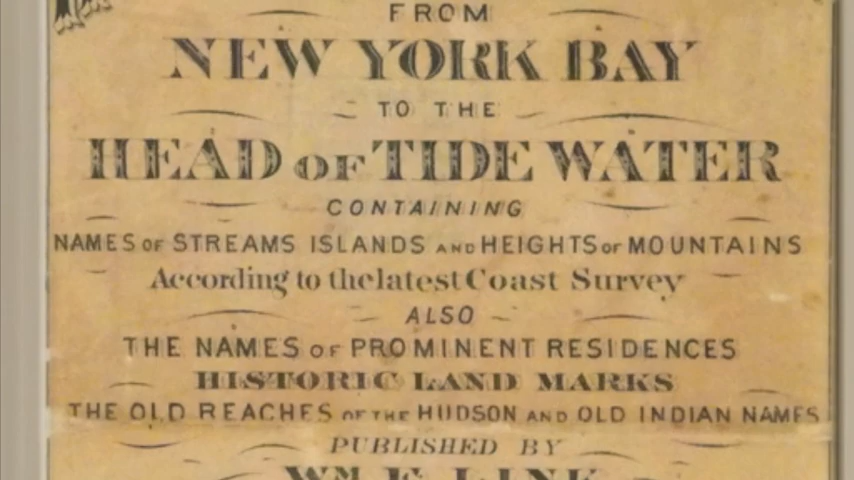 FROM
NEW YORK BAY
TO THE
HEAD OF TIDE WATER
CONTAINING
NAMES OF STREAMS ISLANDS AND HEIGHTS OF MOUNTAINS
According to the latest Coast Survey
ALSO
THE NAMES OF PROMINENT RESIDENCES
HISTORIC LAND MARKS
THE OLD REACHES OF THE HUDSON AND OLD INDIAN NAMES
PUBLISHED BY
WM. F. LINK